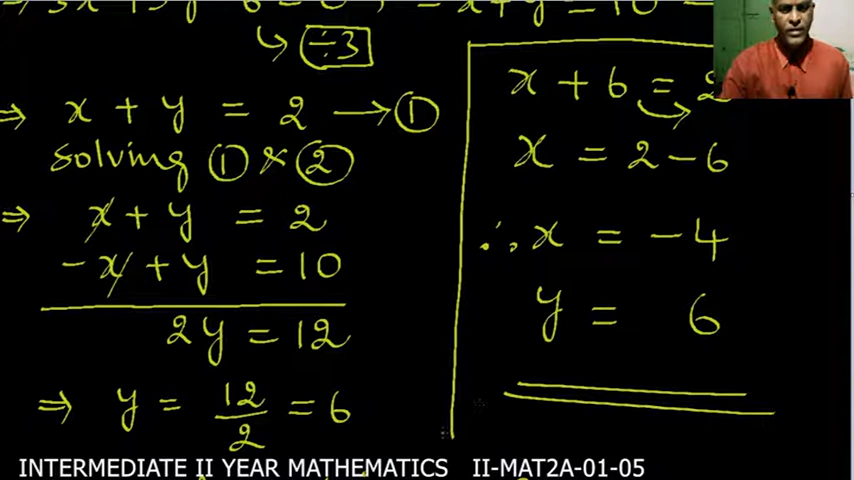 ÷3
⇒ x + y = 2 → ①
solving ① & ②
⇒ x + y = 2
-x + y = 10
2y = 12
⇒ y = 12/2 = 6
x + 6 = 2
x = 2 - 6
∴ x = -4
y = 6
INTERMEDIATE II YEAR MATHEMATICS II-MAT2A-01-05